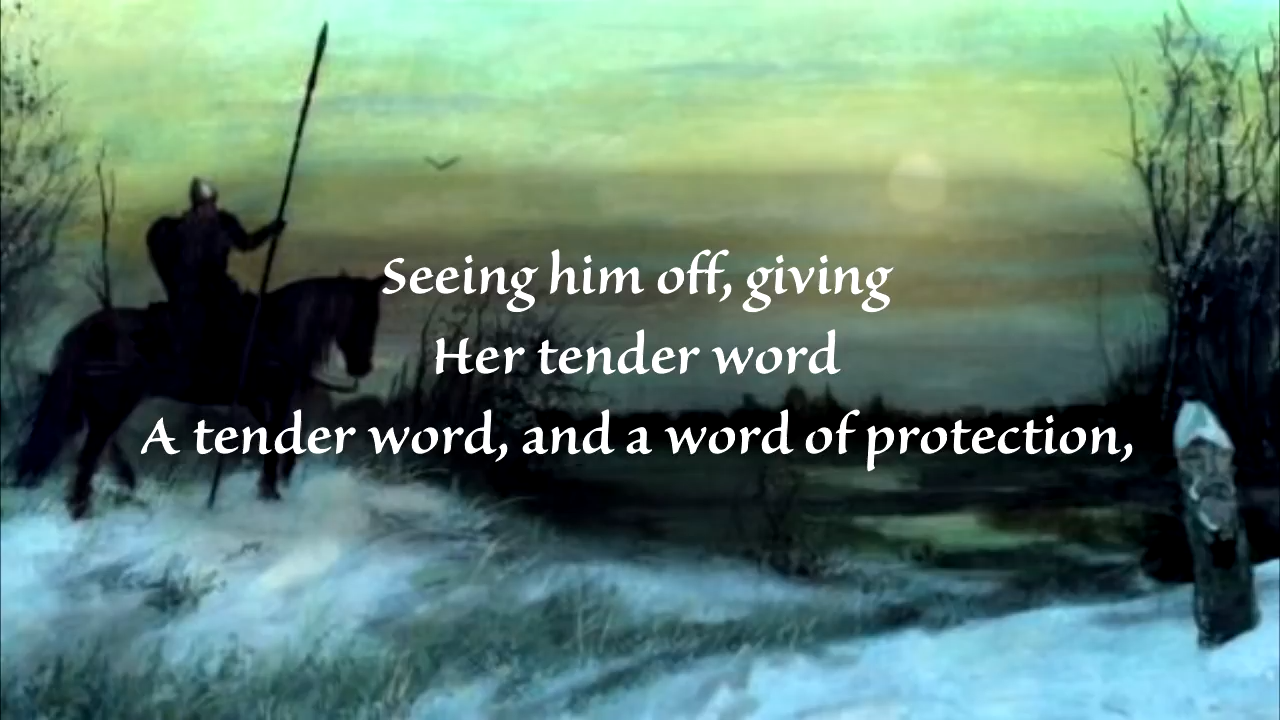 Seeing him off, giving
Her tender word
A tender word, and a word of protection,